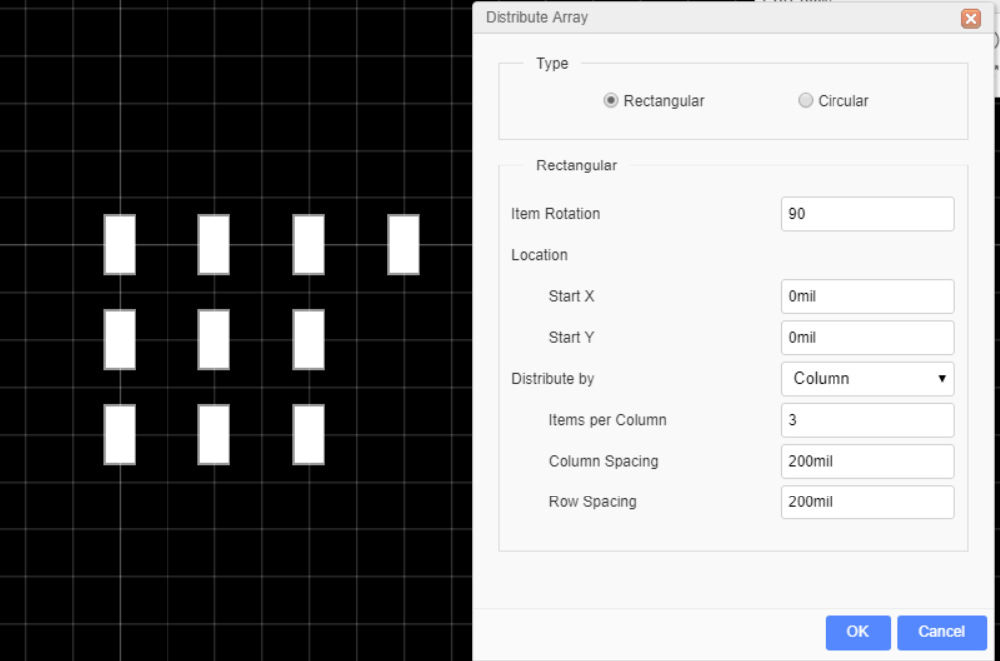 Distribute Array
Type
Rectangular
Circular
Rectangular
Item Rotation 90
Location
Start X 0mil
Start Y 0mil
Distribute by Column
Items per Column 3
Column Spacing 200mil
Row Spacing 200mil
OK Cancel